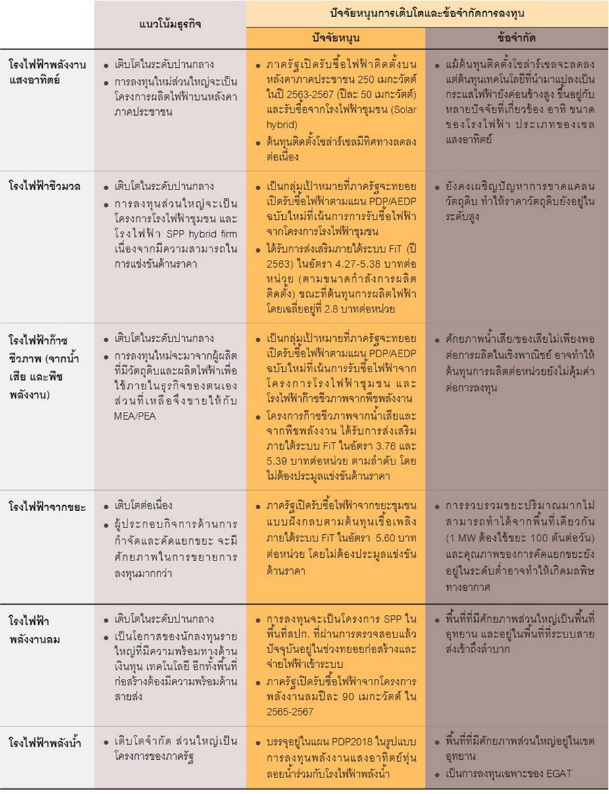 แนวโน้มธุรกิจ
ปัจจัยหนุนการเติบโตและข้อจำกัดการลงทุน
ปัจจัยหนุน
ข้อจำกัด
โรงไฟฟ้าพลังงาน
แสงอาทิตย์
• เติบโตในระดับปานกลาง
• การลงทุนใหม่ส่วนใหญ่จะเป็น
โครงการผลิตไฟฟ้าบนหลังคา
ภาคประชาชน
• ภาครัฐเปิดรับซื้อไฟฟ้าติดตั้งบน
หลังคาภาคประชาชน 250 เมกะวัตต์
ในปี 2563-2567 (ปีละ 50 เมกะวัตต์)
และรับซื้อจากโรงไฟฟ้าชุมชน (Solar
hybrid)
• ต้นทุนติดตั้งโซล่าร์เซลมีทิศทางลดลง
ต่อเนื่อง
• แม้ต้นทุนติดตั้งโซล่าร์เซลจะลดลง
แต่ต้นทุนเทคโนโลยีที่นำมาแปลงเป็น
กระแสไฟฟ้ายังค่อนข้างสูง ขึ้นอยู่กับ
หลายปัจจัยที่เกี่ยวข้อง อาทิ ขนาด
ของโรงไฟฟ้า ประเภทของเซล
แสงอาทิตย์
โรงไฟฟ้าชีวมวล
• เติบโตในระดับปานกลาง
• การลงทุนส่วนใหญ่จะเป็น
โครงการโรงไฟฟ้าชุมชน และ
โรงไฟฟ้า SPP hybrid firm
เนื่องจากมีความสามารถใน
การแข่งขันด้านราคา
• เป็นกลุ่มเป้าหมายที่ภาครัฐจะทยอย
เปิดรับซื้อไฟฟ้าตามแผน PDP/AEDP
ฉบับใหม่ที่เน้นการการรับซื้อไฟฟ้า
จากโครงการโรงไฟฟ้าชุมชน
• ได้รับการส่งเสริมภายใต้ระบบ FiT (ปี
2563) ในอัตรา 4.27-5.38 บาทต่อ
หน่วย (ตามขนาดกำลังการผลิต
ติดตั้ง) ขณะที่ต้นทุนการผลิตไฟฟ้า
โดยเฉลี่ยอยู่ที่ 2.8 บาทต่อหน่วย
• ยังคงเผชิญปัญหาการขาดแคลน
วัตถุดิบ ทำให้ราคาวัตถุดิบยังอยู่ใน
ระดับสูง
โรงไฟฟ้าก๊าซ
ชีวภาพ (จากน้ำ
เสีย และพืช
พลังงาน)
• เติบโตในระดับปานกลาง
• การลงทุนใหม่จะมาจากผู้ผลิต
ที่มีวัตถุดิบและผลิตไฟฟ้าเพื่อ
ใช้ภายในธุรกิจของตนเอง
ส่วนที่เหลือจึงขายให้กับ
MEA/PEA
• เป็นกลุ่มเป้าหมายที่ภาครัฐจะทยอย
เปิดรับซื้อไฟฟ้าตามแผน PDP/AEDP
ฉบับใหม่ที่เน้นการรับซื้อไฟฟ้าจาก
โครงการโรงไฟฟ้าชุมชน และ
โรงไฟฟ้าก๊าซชีวภาพจากพืชพลังงาน
• โครงการก๊าซชีวภาพจากน้ำเสียและ
จากพืชพลังงาน ได้รับการส่งเสริม
ภายใต้ระบบ FiT ในอัตรา 3.76 และ
5.39 บาทต่อหน่วย ตามลำดับ โดย
ไม่ต้องประมูลแข่งขันด้านราคา
• ศักยภาพน้ำเสีย/ของเสียไม่เพียงพอ
ต่อการผลิตในเชิงพาณิชย์ อาจทำให้
ต้นทุนการผลิตต่อหน่วยยังไม่คุ้มค่า
ต่อการลงทุน
โรงไฟฟ้าจากขยะ
• เติบโตต่อเนื่อง
• ผู้ประกอบกิจการด้านการ
กำจัดและคัดแยกขยะ จะมี
ศักยภาพในการขยายการ
ลงทุนมากกว่า
• ภาครัฐเปิดรับซื้อไฟฟ้าจากขยะชุมชน
แบบฝังกลบตามต้นทุนเชื้อเพลิง
ภายใต้ระบบ FiT ในอัตรา 5.60 บาท
ต่อหน่วย โดยไม่ต้องประมูลแข่งขัน
ด้านราคา
• การรวบรวมขยะปริมาณมากไม่
สามารถทำได้จากพื้นที่เดียวกัน
(1 MW ต้องใช้ขยะ 100 ตันต่อวัน)
และคุณภาพของการคัดแยกขยะยัง
อยู่ในระดับต่ำอาจทำให้เกิดมลพิษ
ทางอากาศ
โรงไฟฟ้า
พลังงานลม
• เติบโตในระดับปานกลาง
• เป็นโอกาสของนักลงทุนราย
ใหญ่ที่มีความพร้อมทางด้าน
เงินทุน เทคโนโลยี อีกทั้งพื้นที่
ก่อสร้างต้องมีความพร้อมด้าน
สายส่ง
• การลงทุนจะเป็นโครงการ SPP ใน
พื้นที่สปก. ที่ผ่านการตรวจสอบแล้ว
ปัจจุบันอยู่ในช่วงทยอยก่อสร้างและ
จ่ายไฟฟ้าเข้าระบบ
• ภาครัฐเปิดรับซื้อไฟฟ้าจากโครงการ
พลังงานลมปีละ 90 เมกะวัตต์ ใน
2565-2567
• พื้นที่ที่มีศักยภาพส่วนใหญ่เป็นพื้นที่
อุทยาน และอยู่ในพื้นที่ที่ระบบสาย
ส่งเข้าถึงลำบาก
โรงไฟฟ้าพลังน้ำ
• เติบโตจำกัด ส่วนใหญ่เป็น
โครงการของภาครัฐ
• บรรจุอยู่ในแผน PDP2018 ในรูปแบบ
การลงทุนพลังงานแสงอาทิตย์ทุ่น
ลอยน้ำร่วมกับโรงไฟฟ้าพลังน้ำ
• พื้นที่ที่มีศักยภาพส่วนใหญ่อยู่ในเขต
อุทยาน
• เป็นการลงทุนเฉพาะของ EGAT